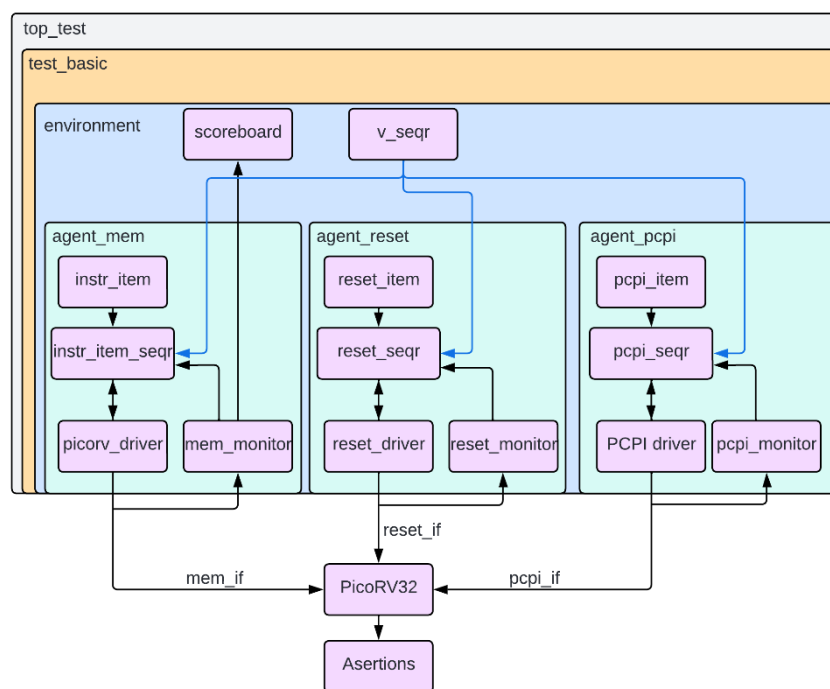 top_test
test_basic
environment
scoreboard
v_seqr
agent_mem
agent_reset
agent_pcpi
instr_item
reset_item
pcpi_item
instr_item_seqr
reset_seqr
pcpi_seqr
picorv_driver
mem_monitor
reset_driver
reset_monitor
PCPI driver
pcpi_monitor
reset_if
mem_if
PicoRV32
pcpi_if
Asertions